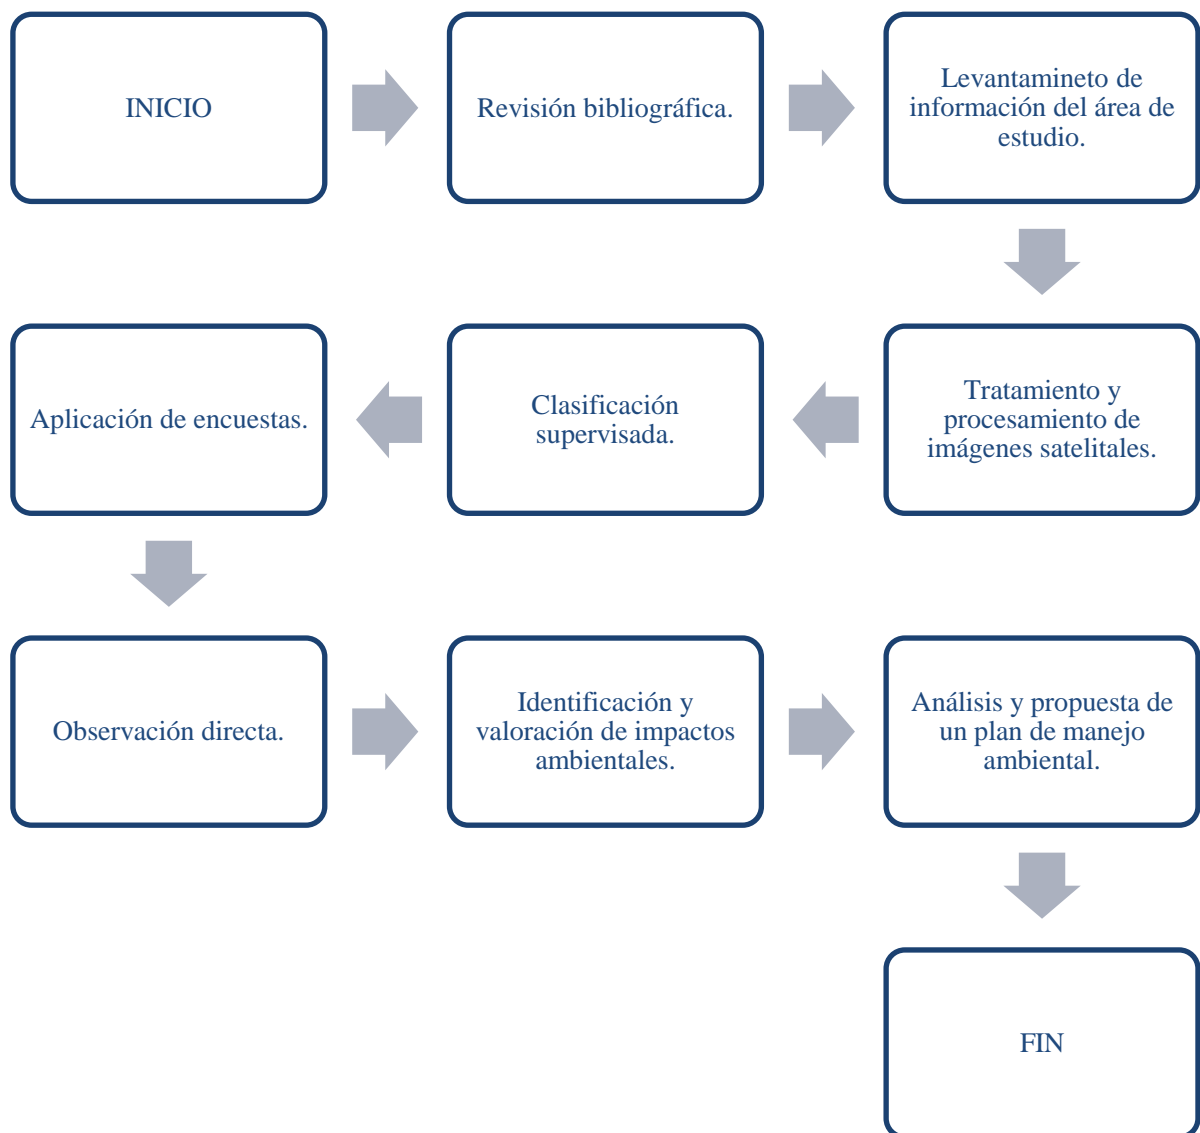 INICIO
Revisión bibliográfica.
Levantamineto de
información del área de
estudio.
Tratamiento y
procesamiento de
imágenes satelitales.
Clasificación
supervisada.
Aplicación de encuestas.
Observación directa.
Identificación y
valoración de impactos
ambientales.
Análisis y propuesta de
un plan de manejo
ambiental.
FIN